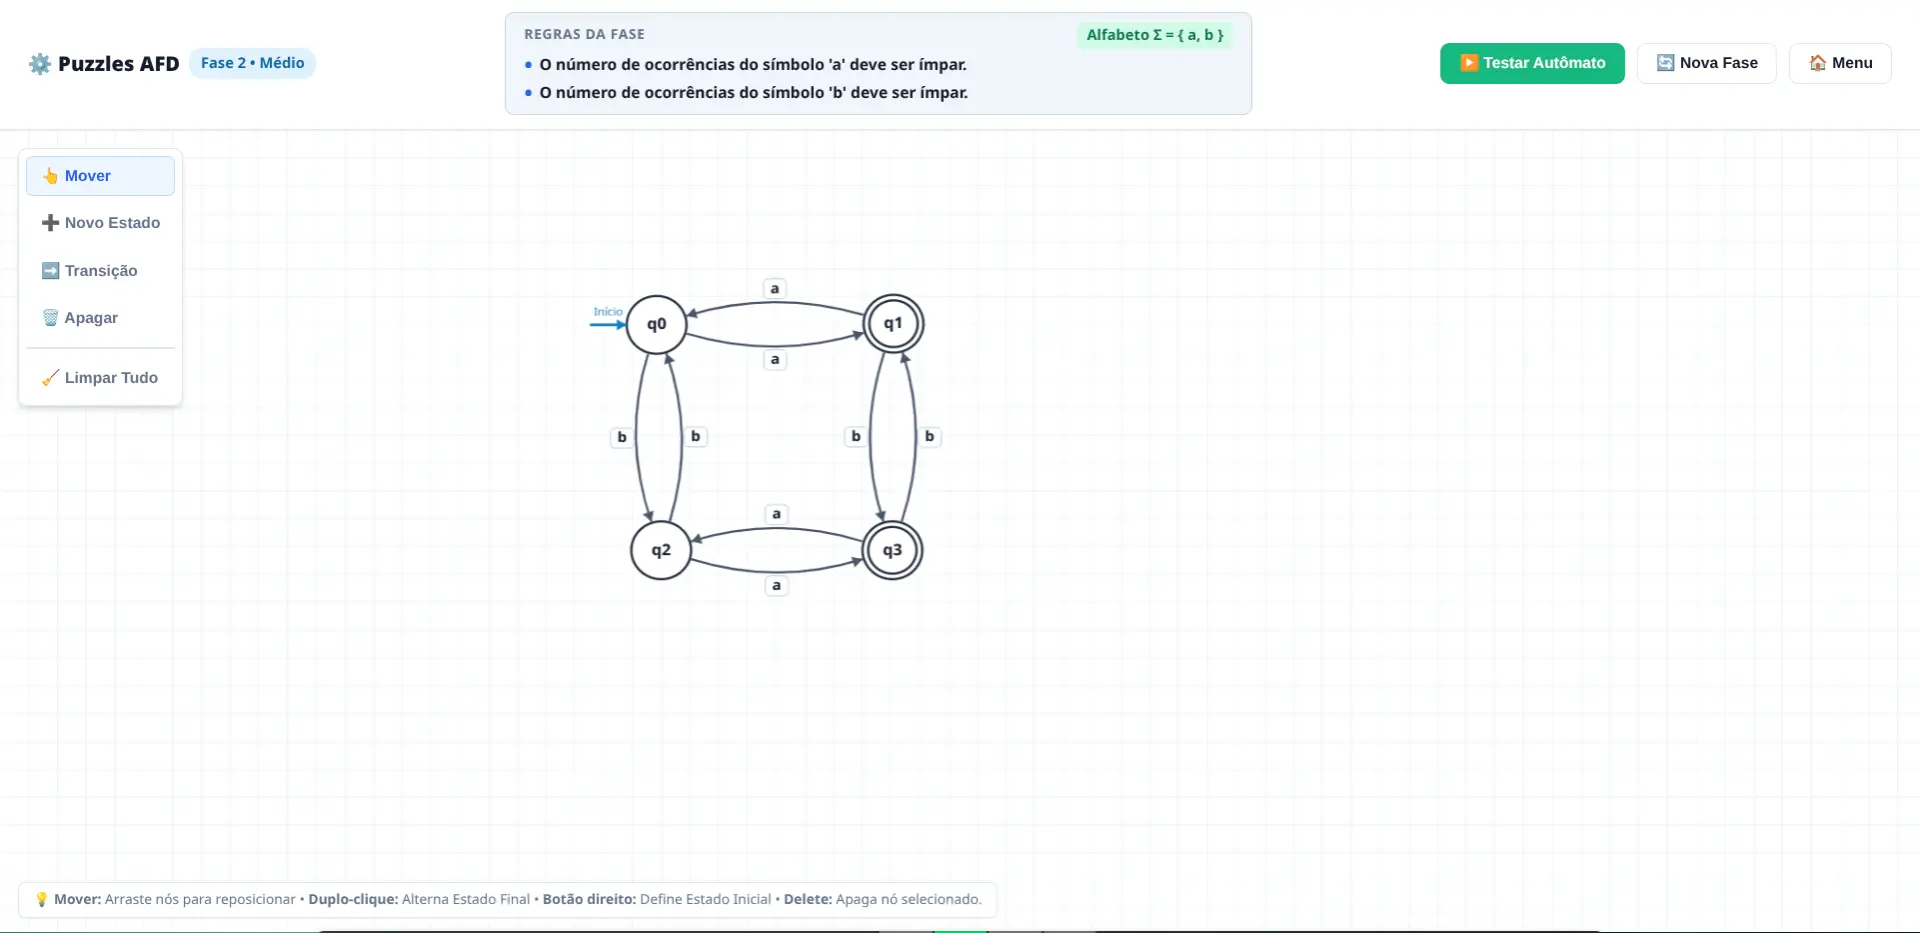 ⚙️ Puzzles AFD
Fase 2 • Médio
REGRAS DA FASE
Alfabeto Σ = { a, b }
• O número de ocorrências do símbolo 'a' deve ser ímpar.
• O número de ocorrências do símbolo 'b' deve ser ímpar.
▶️ Testar Autômato
🔄 Nova Fase
🏠 Menu
👆 Mover
➕ Novo Estado
➡️ Transição
🗑️ Apagar
🧹 Limpar Tudo
a
Início
q0
q1
a
b
b
b
b
a
q2
q3
a
💡 Mover: Arraste nós para reposicionar • Duplo-clique: Alterna Estado Final • Botão direito: Define Estado Inicial • Delete: Apaga nó selecionado.